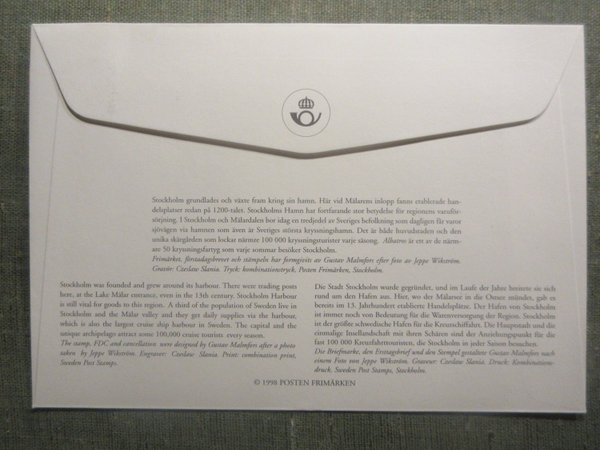 Stockholm grundlades och växte fram kring sin hamn. Här vid Mälarens inlopp fanns etablerade han-
delsplatser redan på 1200-talet. Stockholms Hamn har fortfarande stor betydelse för regionens varuför-
sörjning. I Stockholm och Mälardalen bor idag en tredjedel av Sveriges befolkning som dagligen får varor
sjövägen via hamnen som även är Sveriges största kryssningshamn. Det är både huvudstaden och den
unika skärgården som lockar närmre 100 000 kryssningsturister varje säsong. Albatros är ett av de närm-
are 50 kryssningsfartyg som varje sommar besöker Stockholm.
Frimärket, förstadagsbrevet och stämpeln har formgivits av Gustav Malmfors efter foto av Jeppe Wikström.
Gravör: Czeslaw Slania. Tryck: kombinationstryck, Posten Frimärken, Stockholm.
Stockholm was founded and grew around its harbour. There were trading posts
here, at the Lake Mälar entrance, even in the 13th century. Stockholm Harbour
is still vital for goods to this region. A third of the population of Sweden live in
Stockholm and the Mälar valley and they get daily supplies via the harbour,
which is also the largest cruise ship harbour in Sweden. The capital and the
unique archipelago attract some 100,000 cruise tourists every season.
The stamp, FDC and cancellation were designed by Gustav Malmfors after a photo
taken by Jeppe Wikström. Engraver: Czeslaw Slania. Print: combination print,
Sweden Post Stamps.
Die Stadt Stockholm wurde gegründet, und im Laufe der Jahre breitete sie sich
rund um den Hafen aus. Hier, wo der Mälarsee in die Ostsee mündet, gab es
bereits im 13. Jahrhundert etablierte Handelsplätze. Der Hafen von Stockholm
ist immer noch von Bedeutung für die Warenversorgung der Region. Stockholm
ist der größte schwedische Hafen für die Kreuzschiffahrt. Die Hauptstadt und die
einmalige Insellandschaft mit ihren Schären sind der Anziehungspunkt für die
fast 100 000 Kreuzfahrttouristen, die Stockholm in jeder Saison besuchen.
Die Briefmarke, den Ersttagsbrief und den Stempel gestaltete Gustav Malmfors nach
einem Foto von Jeppe Wikström. Graveur: Czeslaw Slania. Druck: Kombinations-
druck, Sweden Post Stamps, Stockholm.
© 1998 POSTEN FRIMÄRKEN